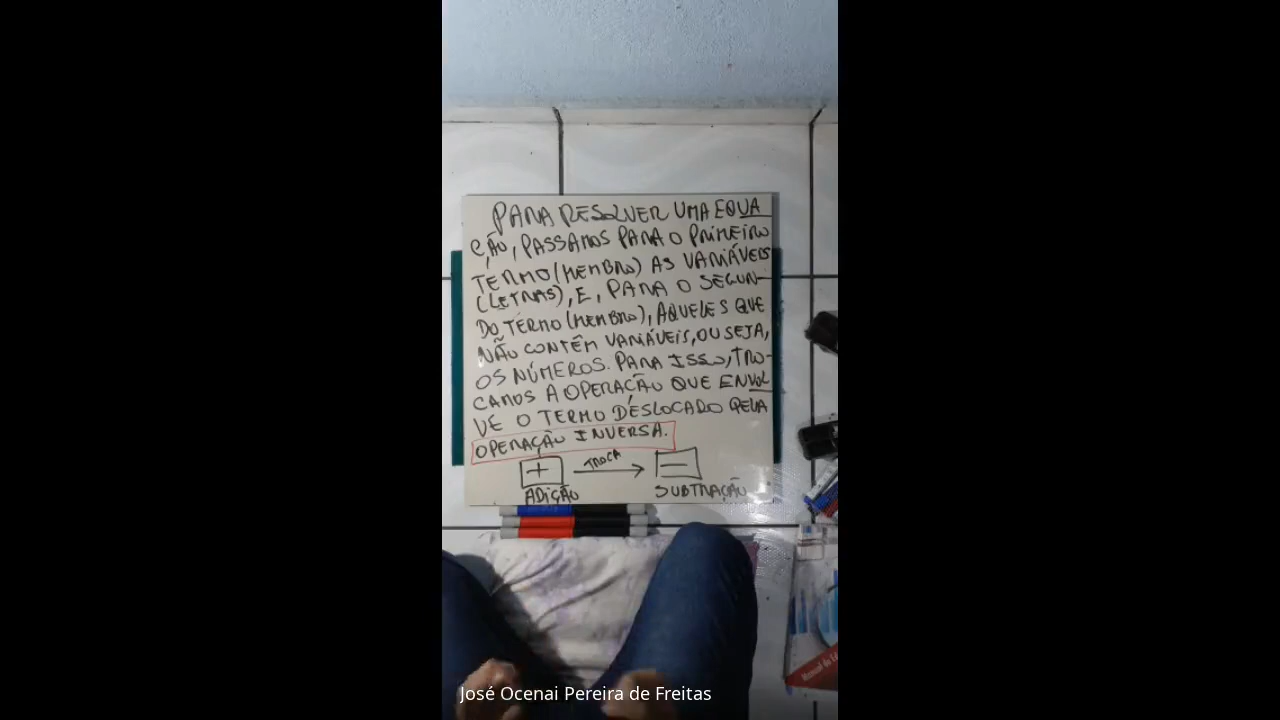 PARA RESOLVER UMA EQUA
ÇÃO, PASSAMOS PARA O PRIMEIRO
TERMO (MEMBRO) AS VARIÁVEIS
(LETRAS), E, PARA O SEGUN-
DO TERMO (MEMBRO), AQUELES QUE
NÃO CONTÊM VARIÁVEIS, OU SEJA,
OS NÚMEROS. PARA ISSO, TRO-
CAMOS A OPERAÇÃO QUE ENVOL
VE O TERMO DESLOCADO PELA
OPERAÇÃO INVERSA.
+ TROCA −
ADIÇÃO SUBTRAÇÃO
José Ocenai Pereira de Freitas